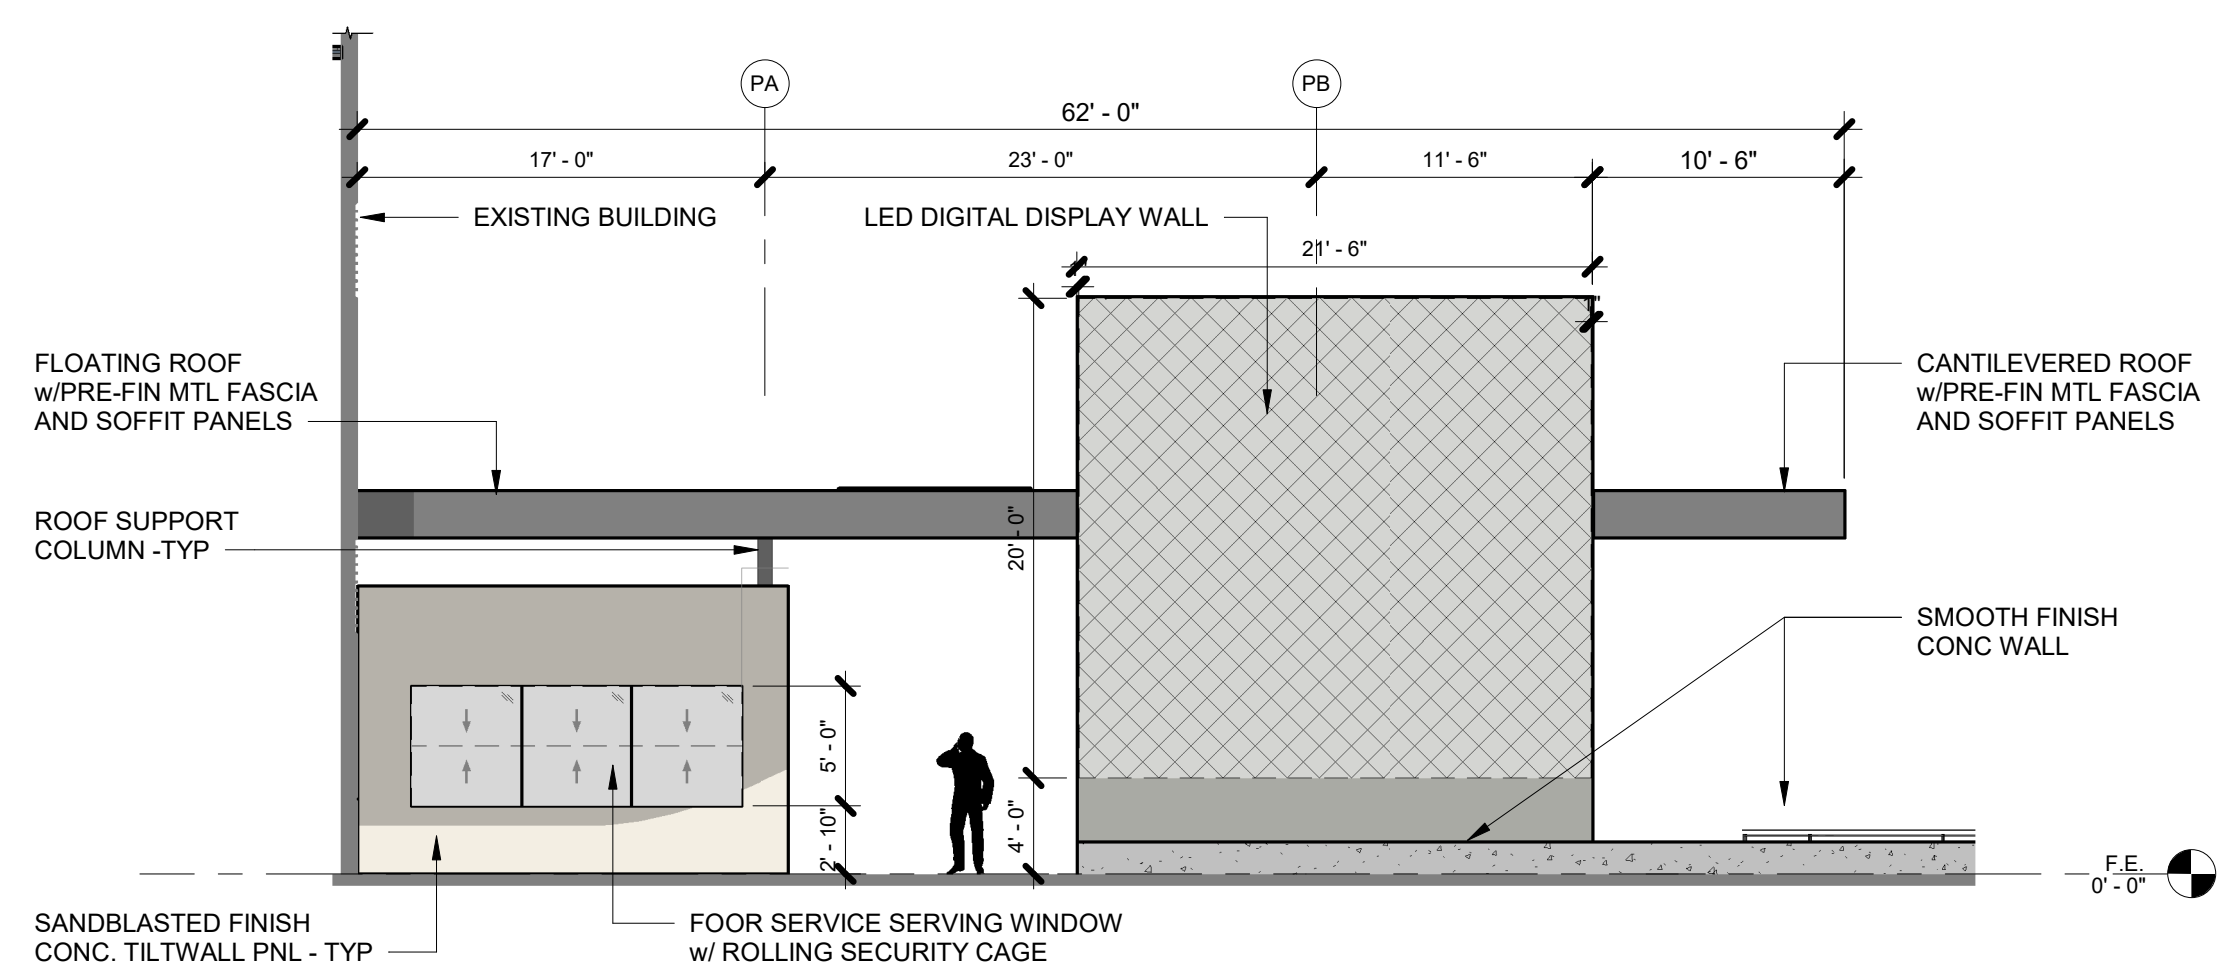 PA
PB
62' - 0"
17' - 0"
23' - 0"
11' - 6"
10' - 6"
EXISTING BUILDING
LED DIGITAL DISPLAY WALL
21' - 6"
1"
1"
FLOATING ROOF
w/PRE-FIN MTL FASCIA
AND SOFFIT PANELS
CANTILEVERED ROOF
w/PRE-FIN MTL FASCIA
AND SOFFIT PANELS
ROOF SUPPORT
COLUMN -TYP
20' - 0"
SMOOTH FINISH
CONC WALL
5' - 0"
2' - 10"
4' - 0"
F.E.
0' - 0"
SANDBLASTED FINISH
CONC. TILTWALL PNL - TYP
FOOR SERVICE SERVING WINDOW
w/ ROLLING SECURITY CAGE